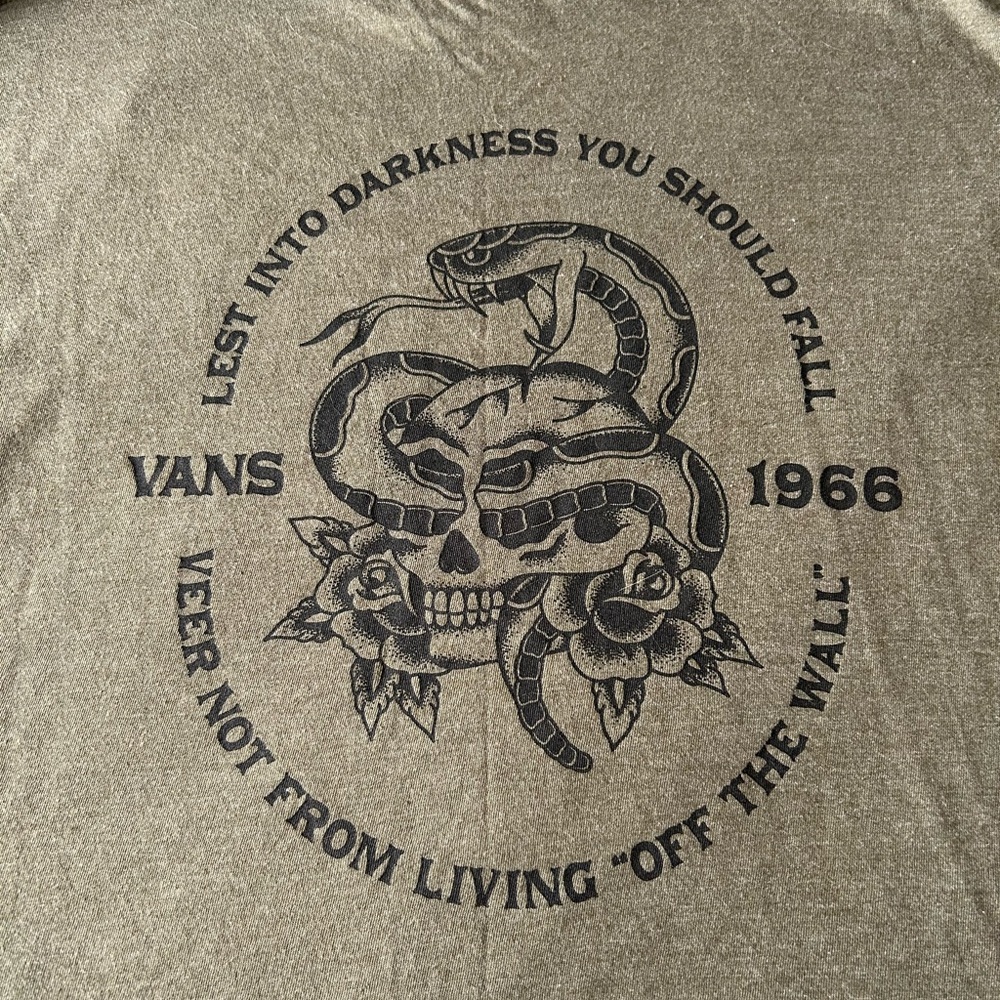 LEST INTO DARKNESS YOU SHOULD FALL
VANS
1966
VEER NOT FROM LIVING "OFF THE WALL"